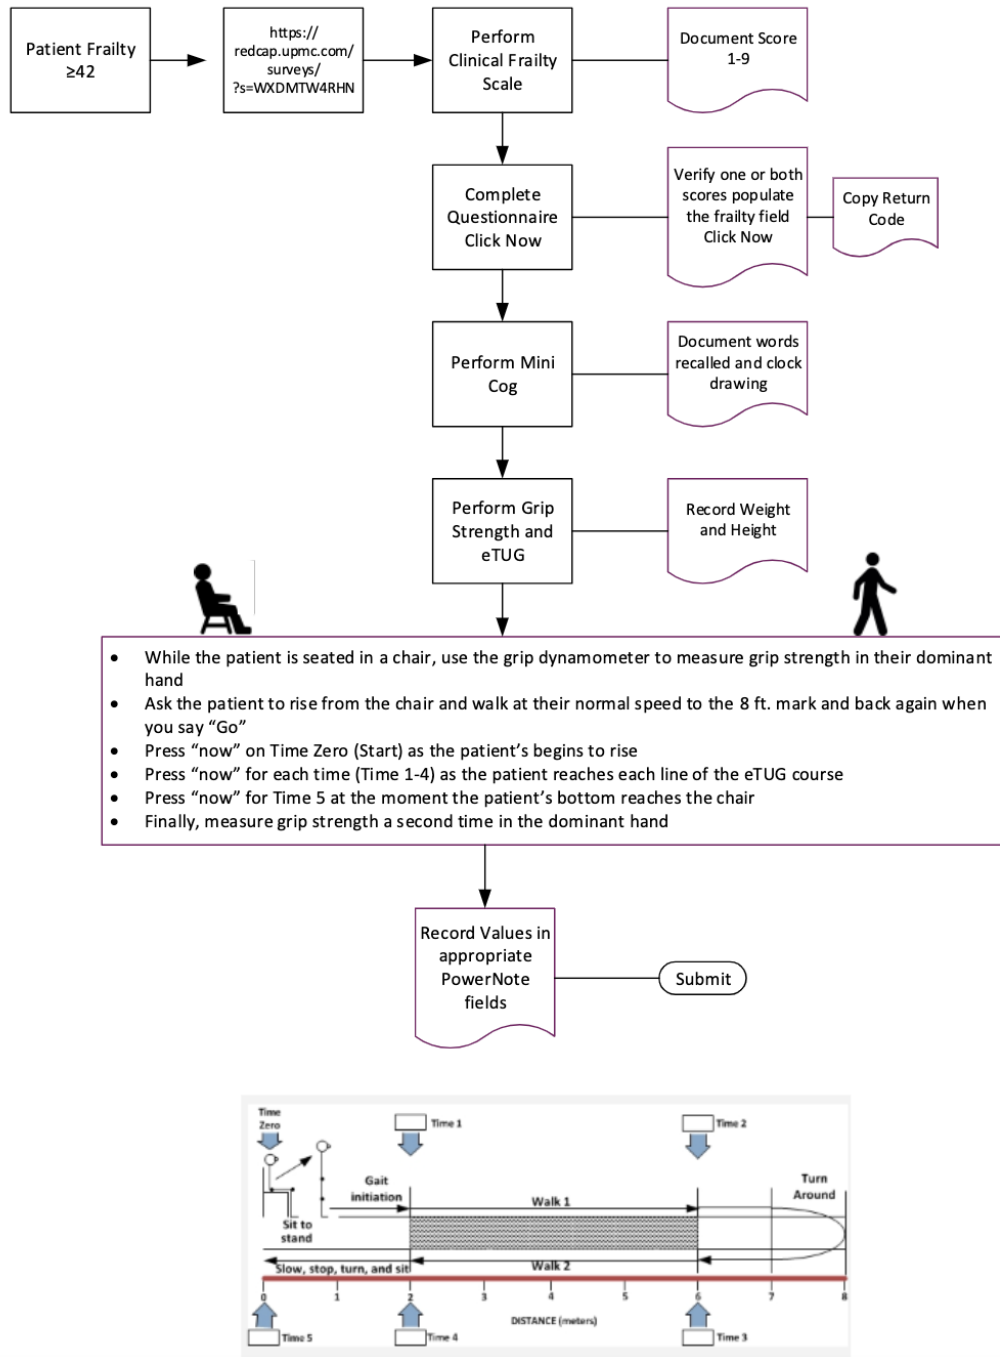 Patient Frailty
≥42
https://
redcap.upmc.com/
surveys/
?s=WXDMTW4RHN
Perform
Clinical Frailty
Scale
Document Score
1-9
Complete
Questionnaire
Click Now
Verify one or both
scores populate
the frailty field
Click Now
Copy Return
Code
Perform Mini
Cog
Document words
recalled and clock
drawing
Perform Grip
Strength and
eTUG
Record Weight
and Height
• While the patient is seated in a chair, use the grip dynamometer to measure grip strength in their dominant
hand
• Ask the patient to rise from the chair and walk at their normal speed to the 8 ft. mark and back again when
you say “Go”
• Press “now” on Time Zero (Start) as the patient’s begins to rise
• Press “now” for each time (Time 1-4) as the patient reaches each line of the eTUG course
• Press “now” for Time 5 at the moment the patient’s bottom reaches the chair
• Finally, measure grip strength a second time in the dominant hand
Record Values in
appropriate
PowerNote
fields
Submit
Time
Zero
Time 1
Time 2
Gait
initiation
Walk 1
Turn
Around
Sit to
stand
Slow, stop, turn, and sit
Walk 2
0 1 2 3 4 5 6 7 8
DISTANCE (meters)
Time 5
Time 4
Time 3